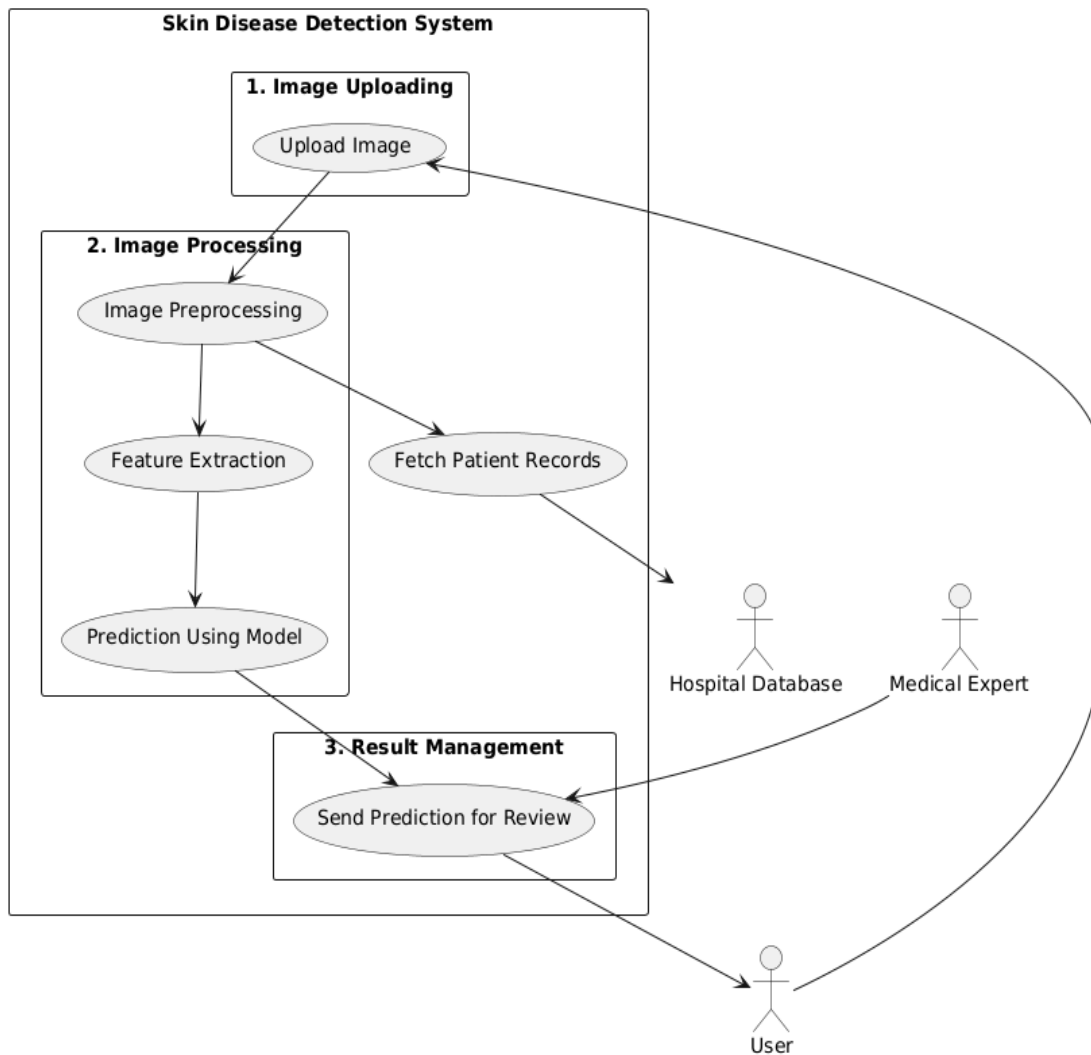 Skin Disease Detection System
1. Image Uploading
Upload Image
2. Image Processing
Image Preprocessing
Feature Extraction
Fetch Patient Records
Prediction Using Model
Hospital Database
Medical Expert
3. Result Management
Send Prediction for Review
User